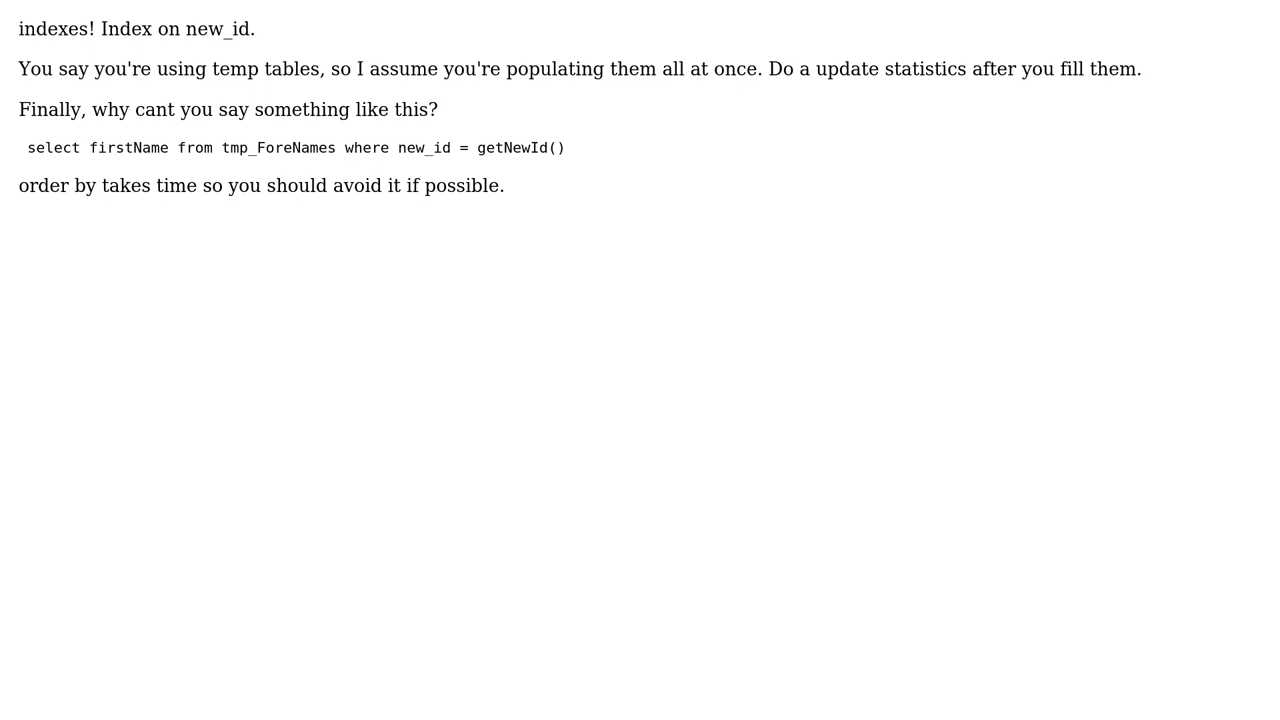 indexes! Index on new_id.
You say you're using temp tables, so I assume you're populating them all at once. Do a update statistics after you fill them.
Finally, why cant you say something like this?
select firstName from tmp_ForeNames where new_id = getNewId()
order by takes time so you should avoid it if possible.